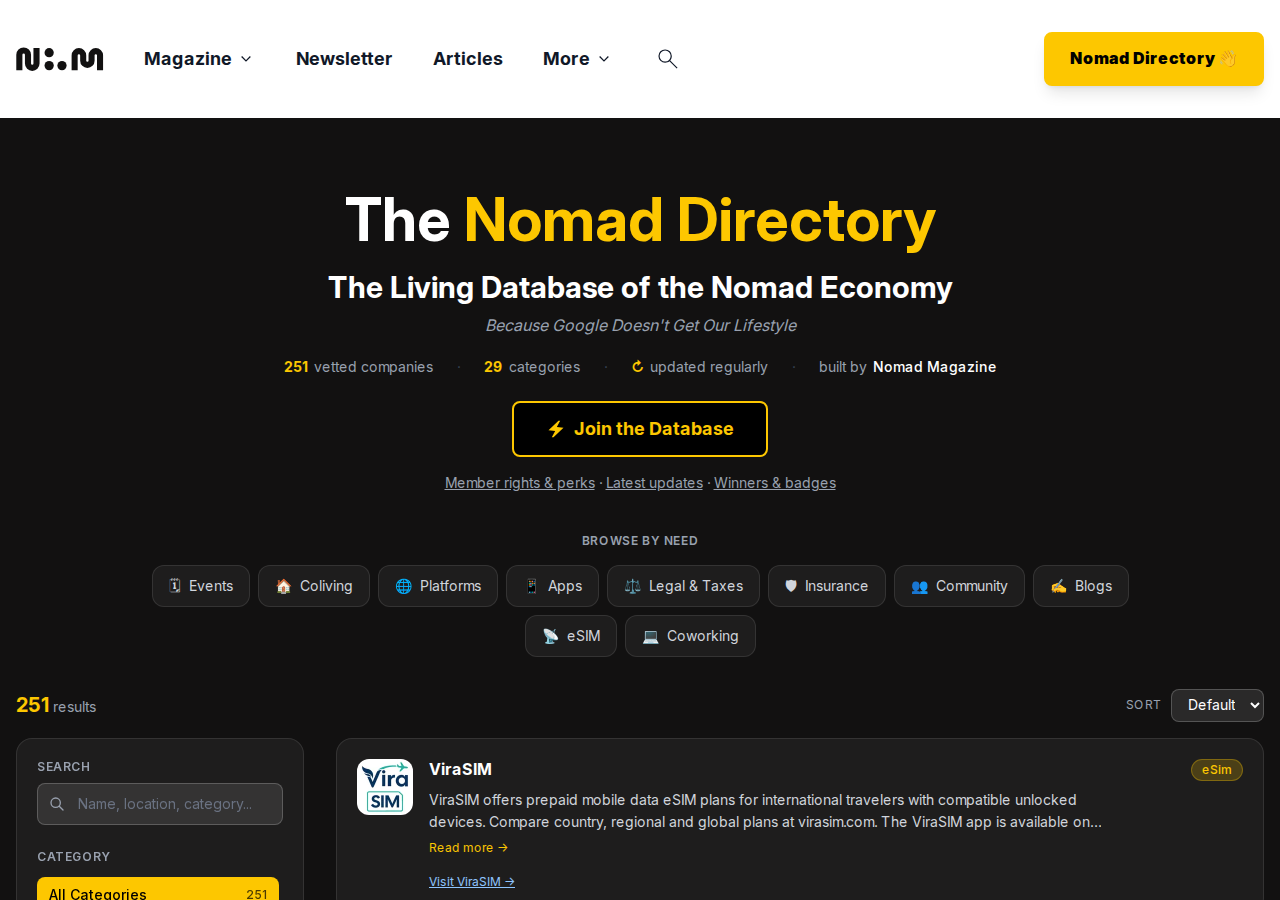 N:.M
Magazine
Newsletter
Articles
More
Nomad Directory 👋
The Nomad Directory
The Living Database of the Nomad Economy
Because Google Doesn't Get Our Lifestyle
251 vetted companies · 29 categories · ↻ updated regularly · built by Nomad Magazine
⚡ Join the Database
Member rights & perks · Latest updates · Winners & badges
BROWSE BY NEED
🗓 Events 🏠 Coliving 🌐 Platforms 📱 Apps ⚖️ Legal & Taxes 🛡 Insurance 👥 Community ✍️ Blogs
📡 eSIM 💻 Coworking
251 results
SORT Default
SEARCH
Name, location, category...
CATEGORY
All Categories 251
Vira
SIM
ViraSIM
eSim
ViraSIM offers prepaid mobile data eSIM plans for international travelers with compatible unlocked
devices. Compare country, regional and global plans at virasim.com. The ViraSIM app is available on...
Read more →
Visit ViraSIM →